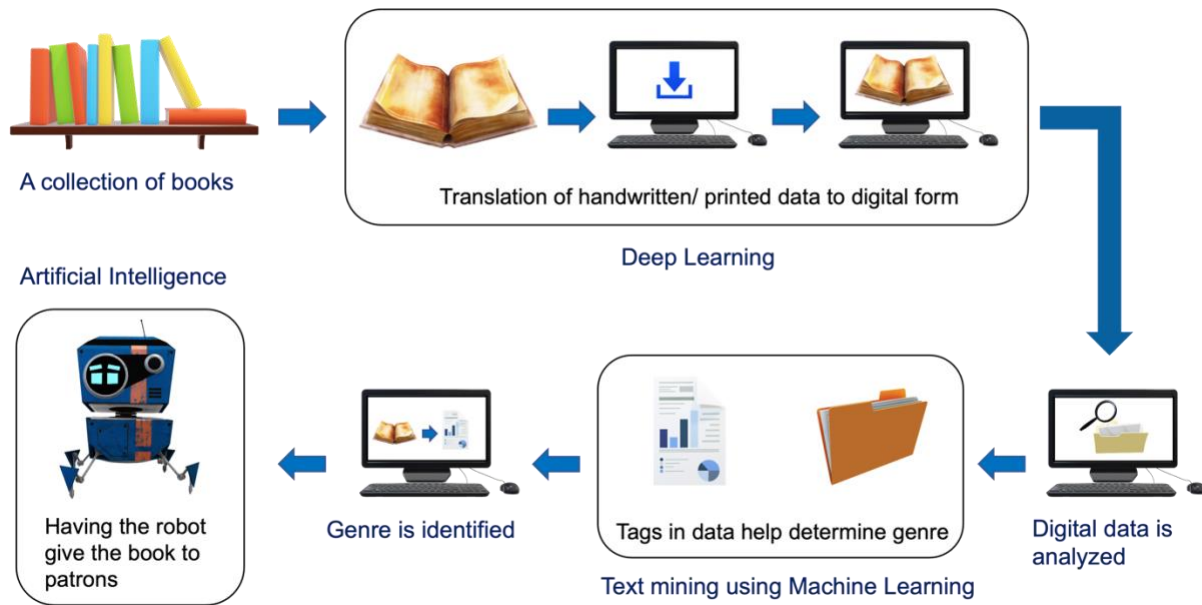 A collection of books
Translation of handwritten/ printed data to digital form
Deep Learning
Digital data is
analyzed
Tags in data help determine genre
Text mining using Machine Learning
Genre is identified
Artificial Intelligence
Having the robot
give the book to
patrons